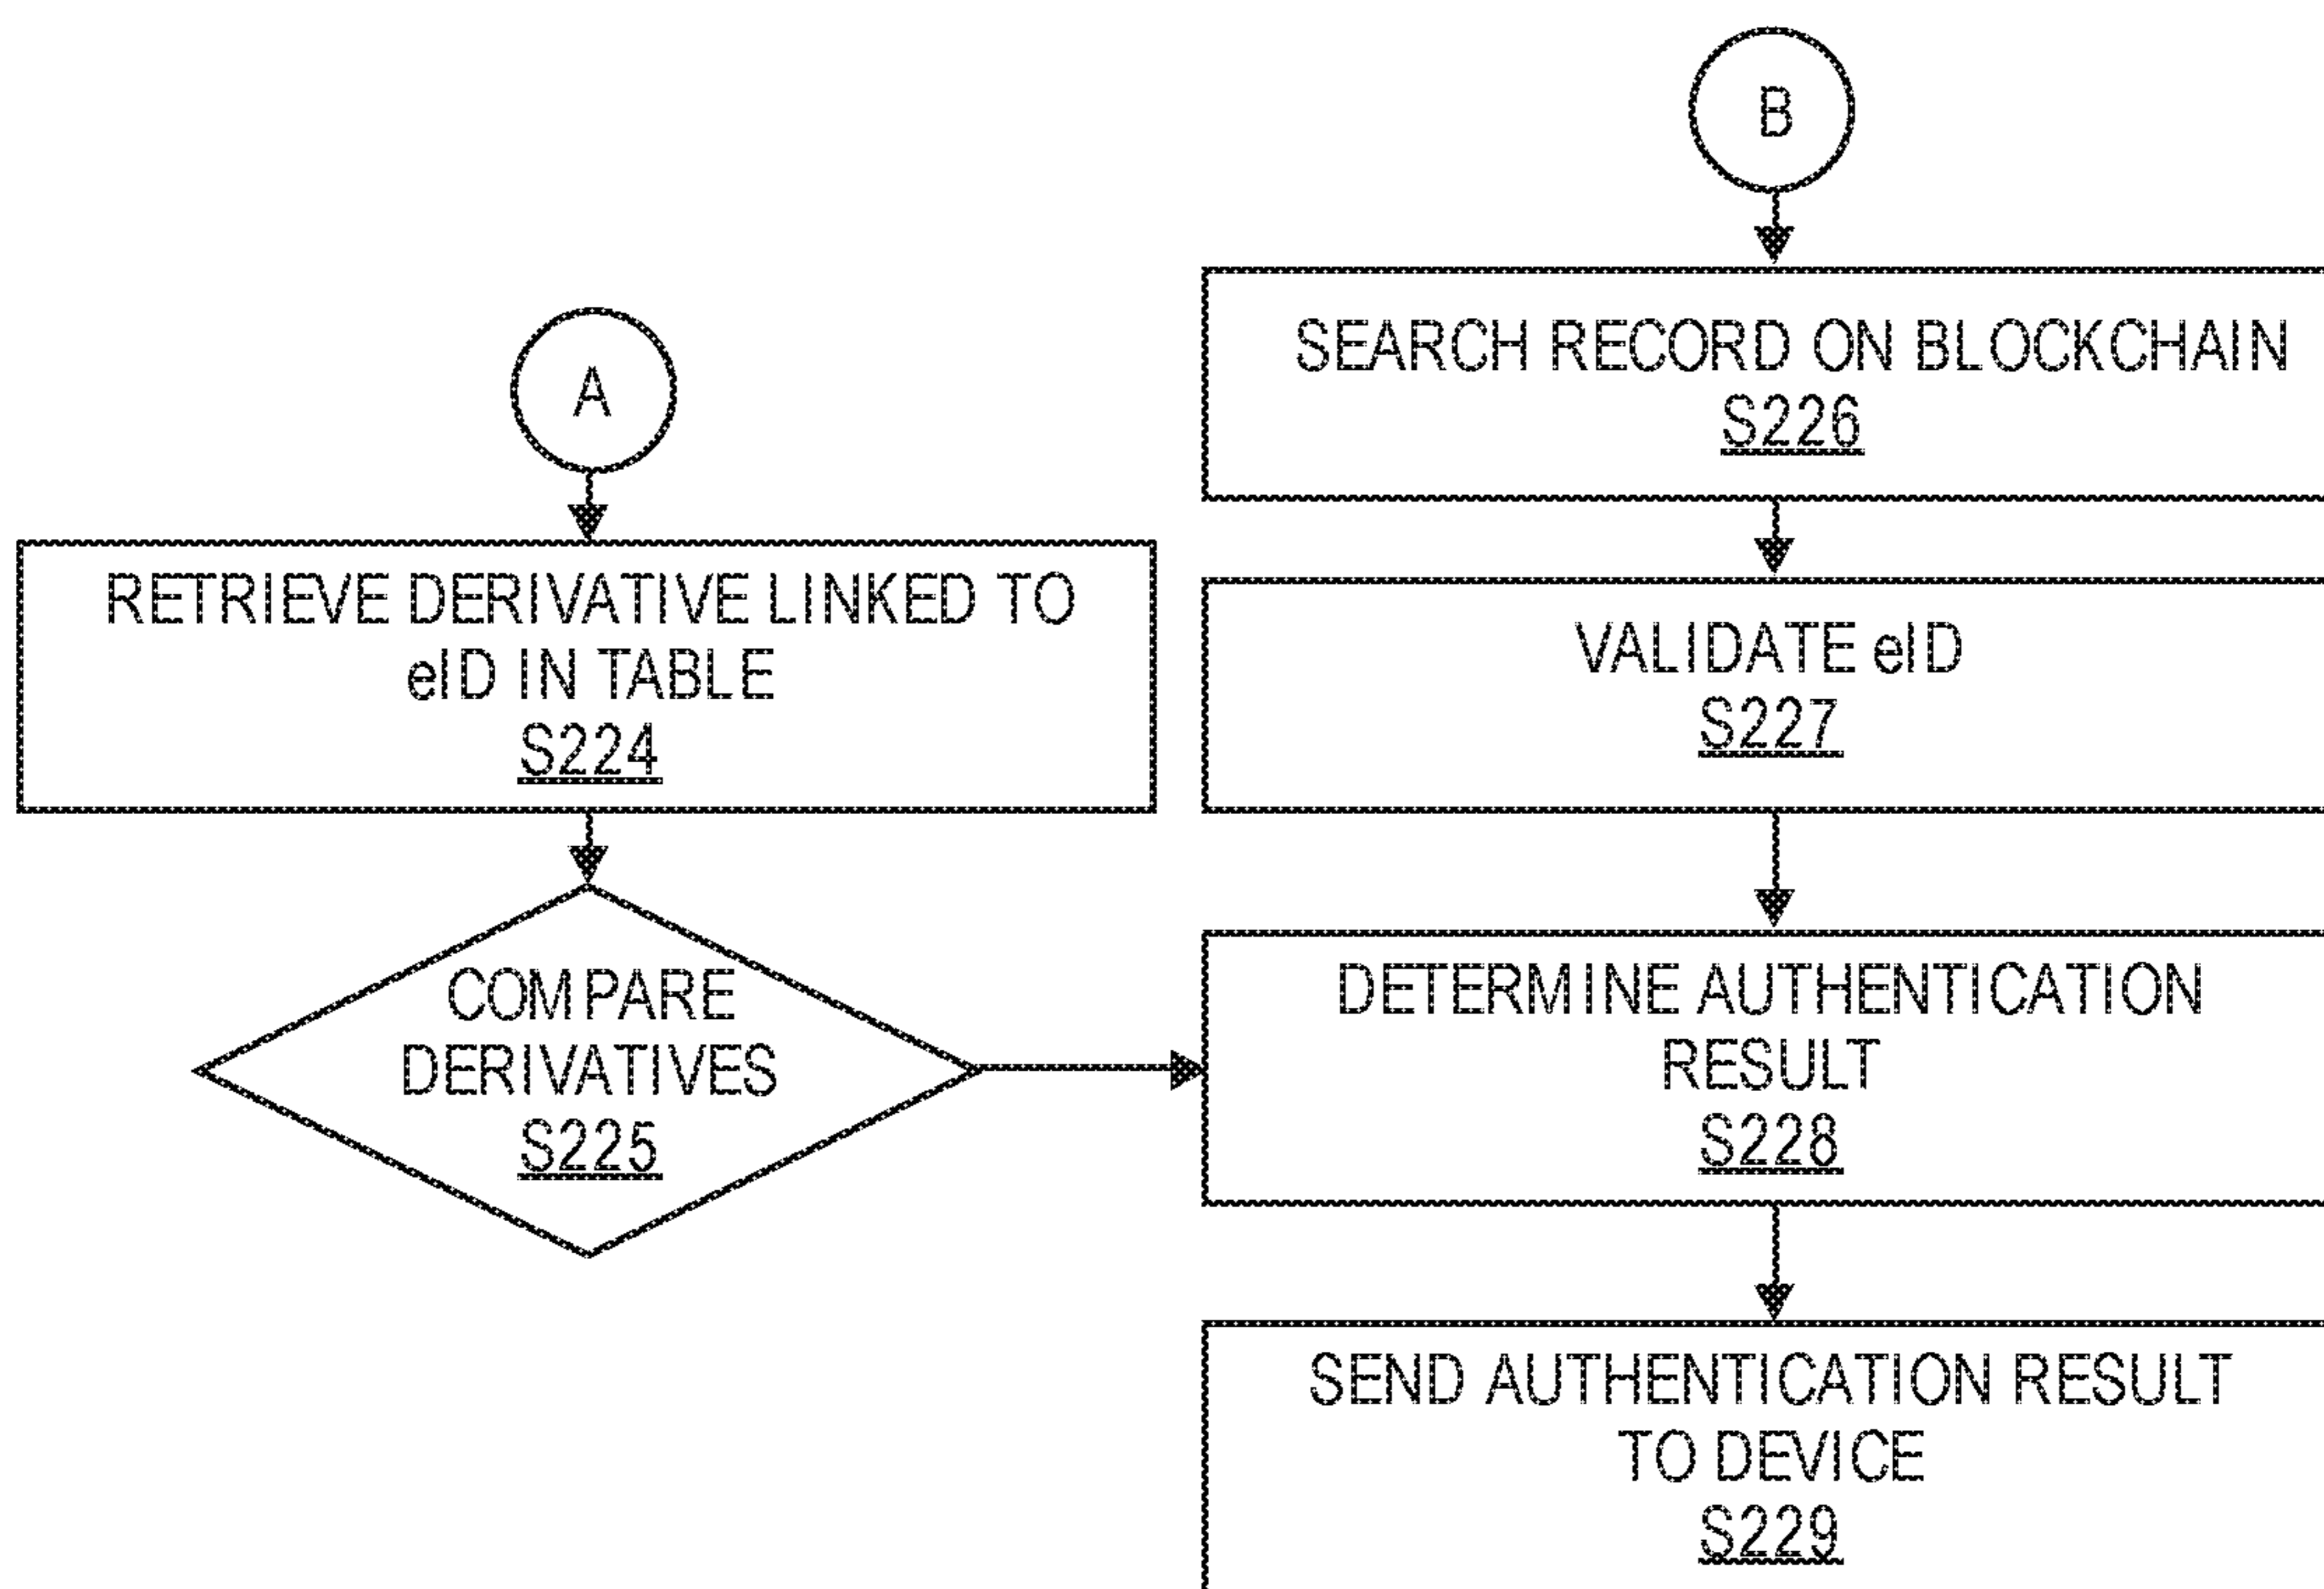 A
RETRIEVE DERIVATIVE LINKED TO
eID IN TABLE
S224
COMPARE
DERIVATIVES
S225
B
SEARCH RECORD ON BLOCKCHAIN
S226
VALIDATE eID
S227
DETERMINE AUTHENTICATION
RESULT
S228
SEND AUTHENTICATION RESULT
TO DEVICE
S229